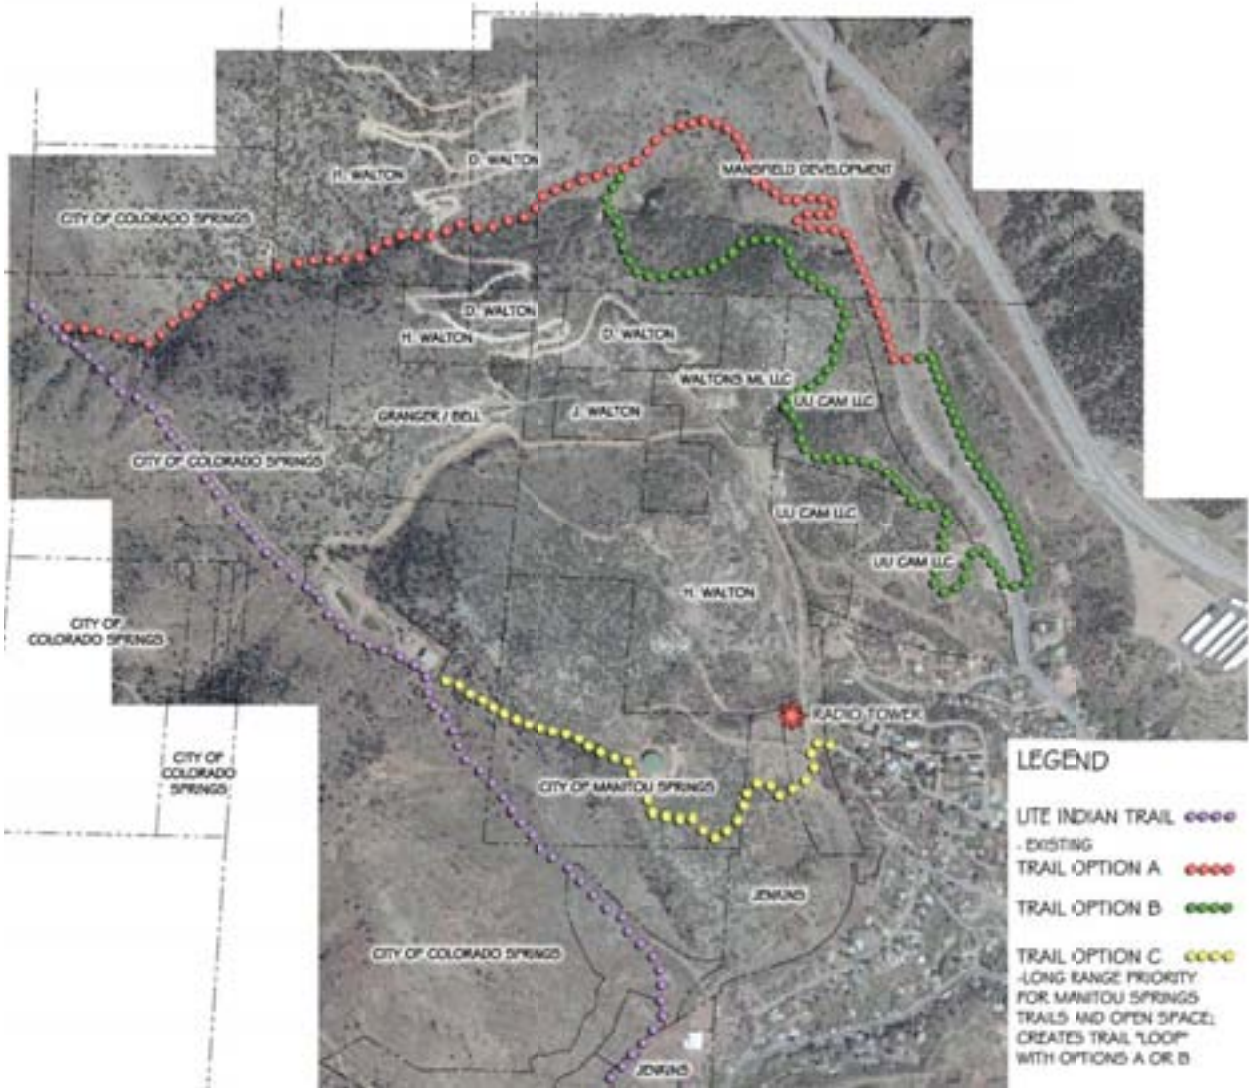 D. WALTON
H. WALTON
MANSFIELD DEVELOPMENT
CITY OF COLORADO SPRINGS
D. WALTON
H. WALTON
D. WALTON
WALTONS ML LLC
UU CAM LLC
GRANGER / BELL
J. WALTON
CITY OF COLORADO SPRINGS
UU CAM LLC
UU CAM LLC
H. WALTON
CITY OF
COLORADO SPRINGS
RADIO TOWER
CITY OF
COLORADO
SPRINGS
CITY OF MANITOU SPRINGS
JENKINS
CITY OF COLORADO SPRINGS
JENKINS
LEGEND
UTE INDIAN TRAIL
- EXISTING
TRAIL OPTION A
TRAIL OPTION B
TRAIL OPTION C
-LONG RANGE PRIORITY
FOR MANITOU SPRINGS
TRAILS AND OPEN SPACE;
CREATES TRAIL "LOOP"
WITH OPTIONS A OR B